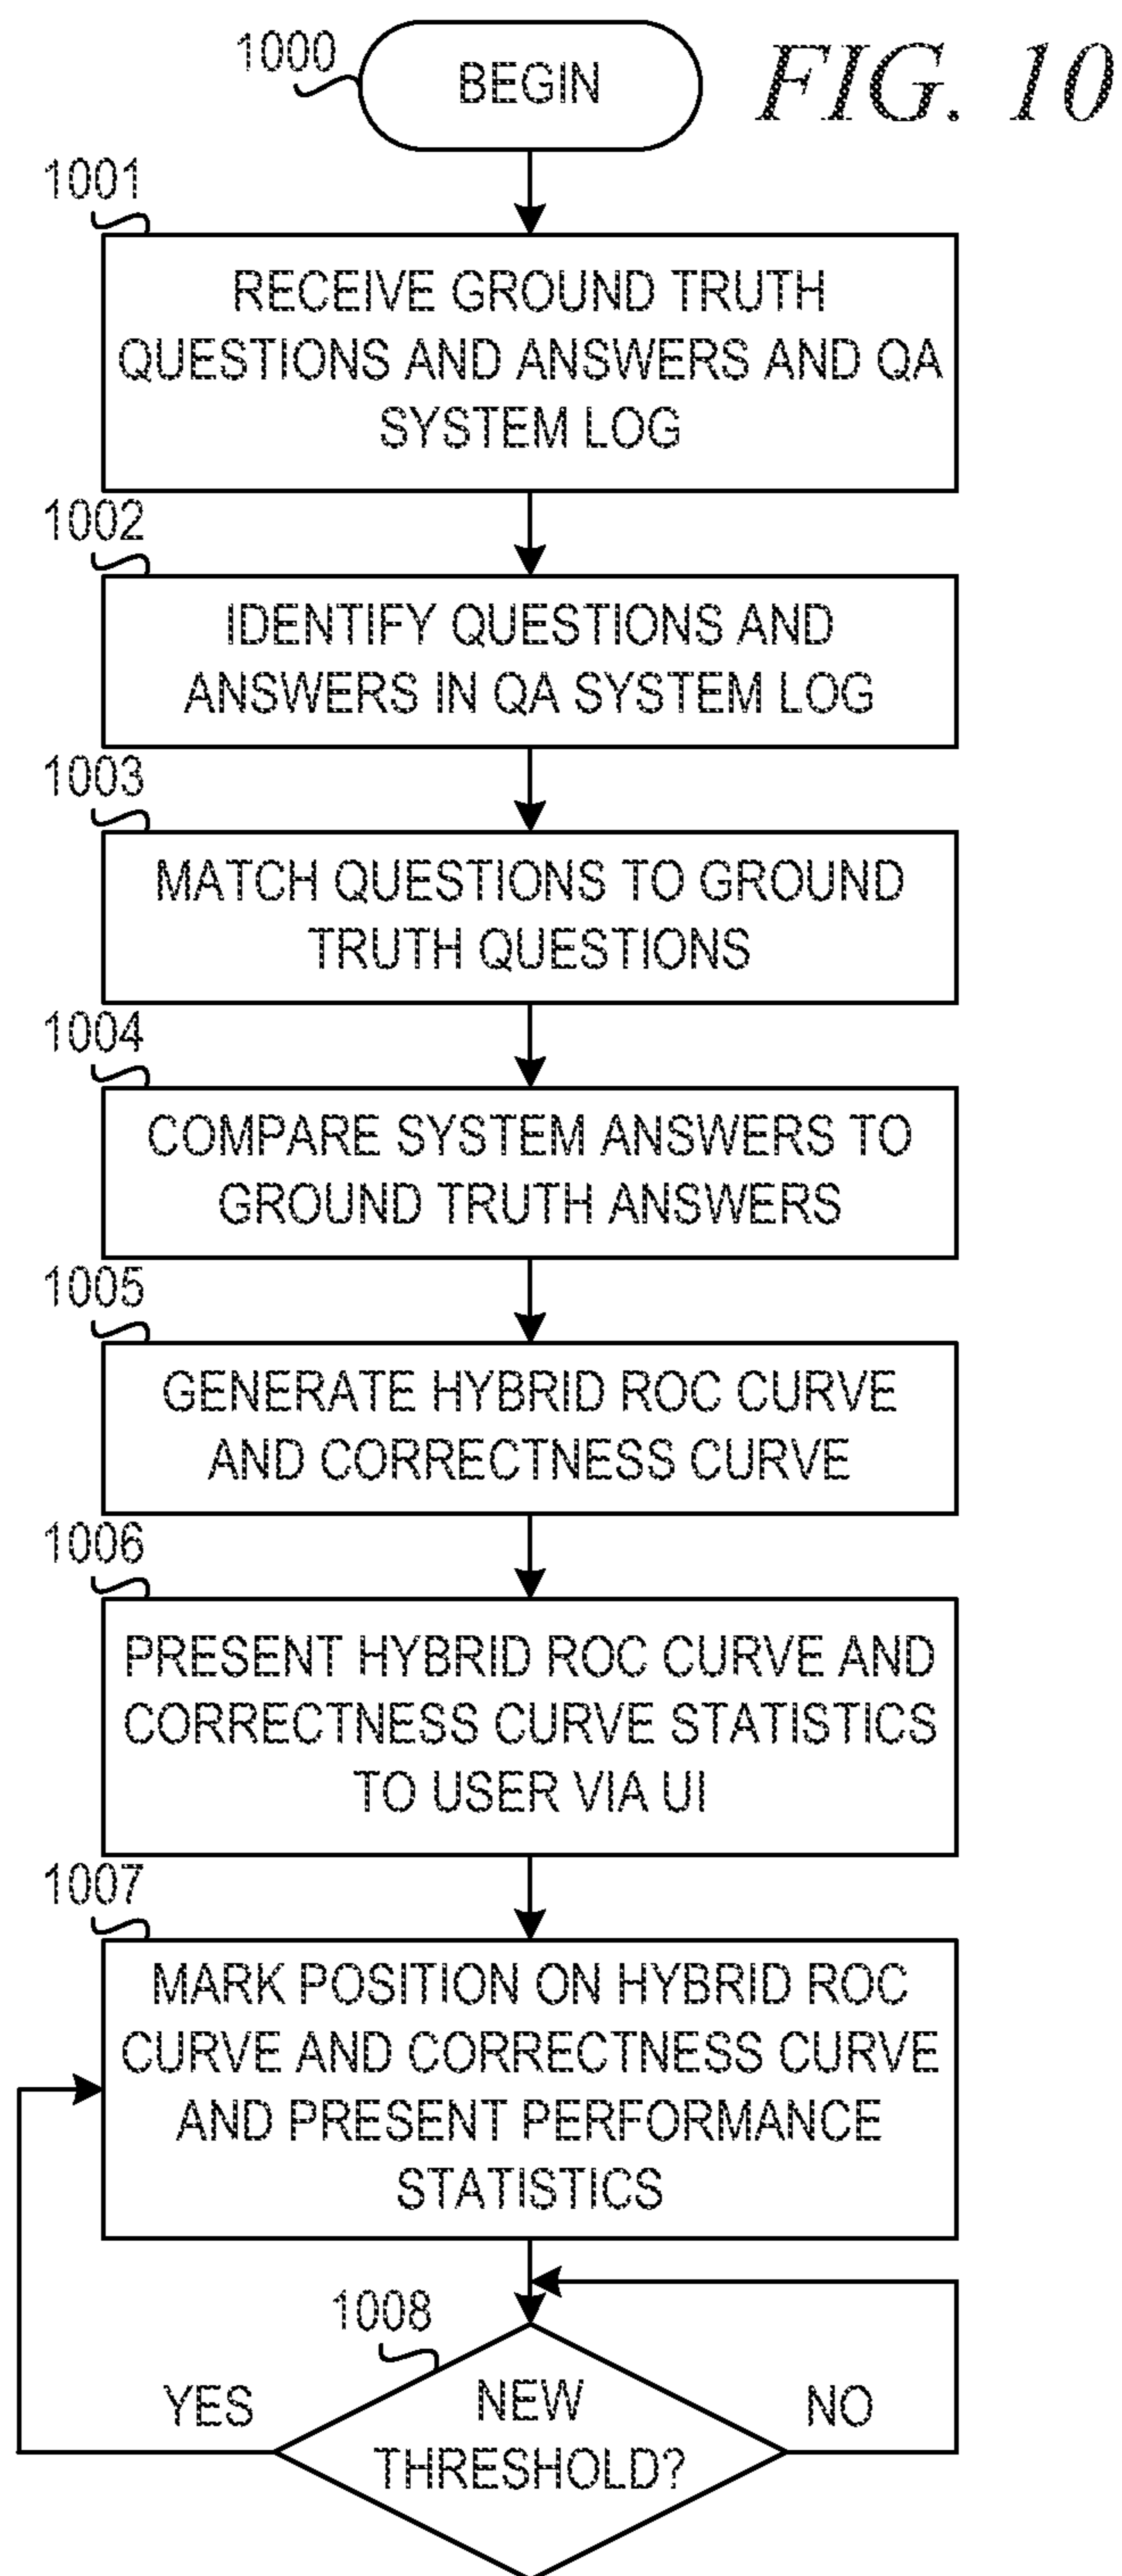 1000
BEGIN
FIG. 10
1001
RECEIVE GROUND TRUTH
QUESTIONS AND ANSWERS AND QA
SYSTEM LOG
1002
IDENTIFY QUESTIONS AND
ANSWERS IN QA SYSTEM LOG
1003
MATCH QUESTIONS TO GROUND
TRUTH QUESTIONS
1004
COMPARE SYSTEM ANSWERS TO
GROUND TRUTH ANSWERS
1005
GENERATE HYBRID ROC CURVE
AND CORRECTNESS CURVE
1006
PRESENT HYBRID ROC CURVE AND
CORRECTNESS CURVE STATISTICS
TO USER VIA UI
1007
MARK POSITION ON HYBRID ROC
CURVE AND CORRECTNESS CURVE
AND PRESENT PERFORMANCE
STATISTICS
1008
YES
NEW
THRESHOLD?
NO